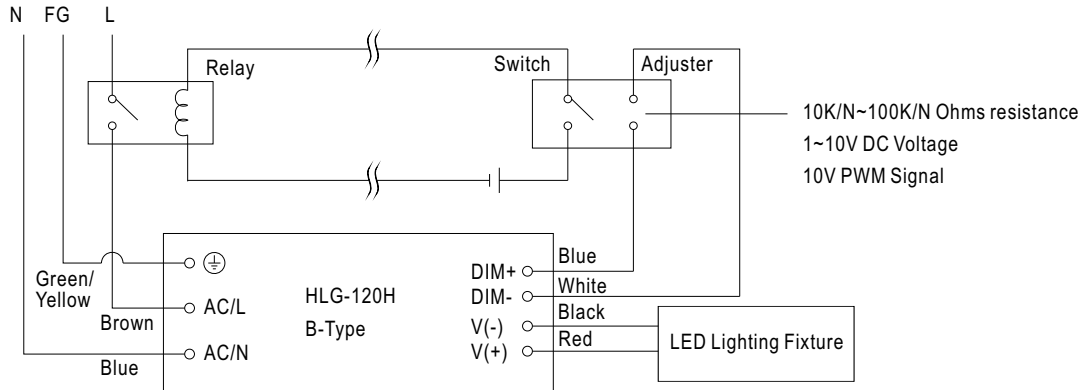 N FG L
Relay
Switch
Adjuster
10K/N~100K/N Ohms resistance
1~10V DC Voltage
10V PWM Signal
Green/
Yellow
Brown
Blue
AC/L
AC/N
HLG-120H
B-Type
DIM+
DIM-
V(-)
V(+)
Blue
White
Black
Red
LED Lighting Fixture